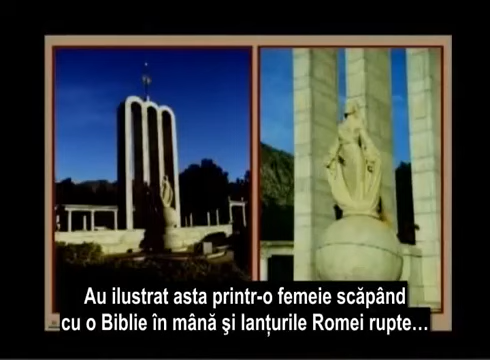 Au ilustrat asta printr-o femeie scăpând
cu o Biblie în mână şi lanţurile Romei rupte…